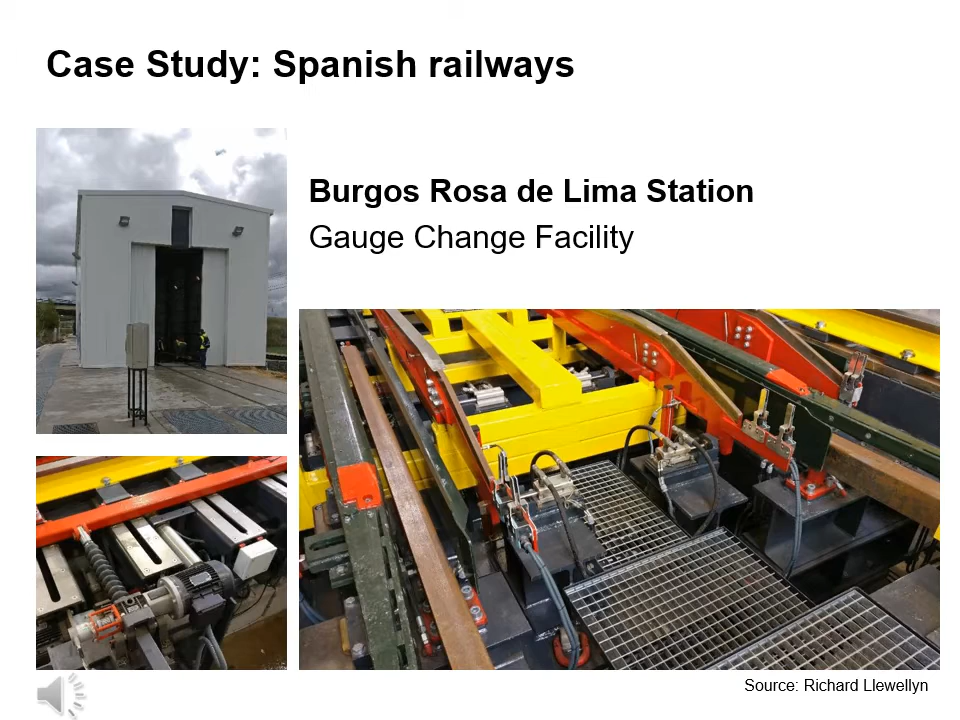 Case Study: Spanish railways
Burgos Rosa de Lima Station
Gauge Change Facility
Source: Richard Llewellyn